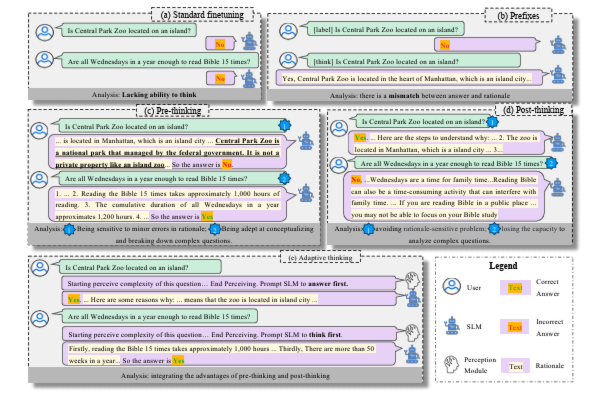 (a) Standard finetuning
Is Central Park Zoo located on an island?
No
Are all Wednesdays in a year enough to read Bible 15 times?
No
Analysis: Lacking ability to think
(b) Prefixes
[label] Is Central Park Zoo located on an island?
No
[think] Is Central Park Zoo located on an island?
Yes, Central Park Zoo is located in the heart of Manhattan, which is an island city...
Analysis: there is a mismatch between answer and rationale
(c) Pre-thinking
Is Central Park Zoo located on an island?
... is located in Manhattan, which is an island city ... Central Park Zoo is
a national park that managed by the federal government. It is not a
private property like an island zoo... So the answer is No.
Are all Wednesdays in a year enough to read Bible 15 times?
1. ... 2. Reading the Bible 15 times takes approximately 1,000 hours of
reading. 3. The cumulative duration of all Wednesdays in a year
approximates 1,200 hours. 4. ... So the answer is Yes
Analysis: 1 Being sensitive to minor errors in rationale; 2 Being adept at conceptualizing
and breaking down complex questions.
(d) Post-thinking
Is Central Park Zoo located on an island? 1
Yes. ... Here are the steps to understand why: ... 2. The zoo is
located in Manhattan, which is a island city ... 3...
Are all Wednesdays in a year enough to read Bible 15 times? 2
No. ... Wednesdays are a time for family time...Reading Bible
can also be a time-consuming activity that can interfere with
family time. ... If you are reading Bible in a public place ...
you may not be able to focus on your Bible study
Analysis: 1 avoiding rationale-sensitive problem; 2 losing the capacity to
analyze complex questions.
(e) Adaptive thinking
Is Central Park Zoo located on an island?
Starting perceive complexity of this question... End Perceiving. Prompt SLM to answer first.
Yes. ... Here are some reasons why: ... means that the zoo is located in island city ...
Are all Wednesdays in a year enough to read Bible 15 times?
Starting perceive complexity of this question... End Perceiving. Prompt SLM to think first.
Firstly, reading the Bible 15 times takes approximately 1,000 hours ... Thirdly, There are more than 50
weeks in a year... So the answer is Yes
Analysis: integrating the advantages of pre-thinking and post-thinking
Legend
User
Text
Correct
Answer
SLM
Text
Incorrect
Answer
Perception
Module
Text
Rationale